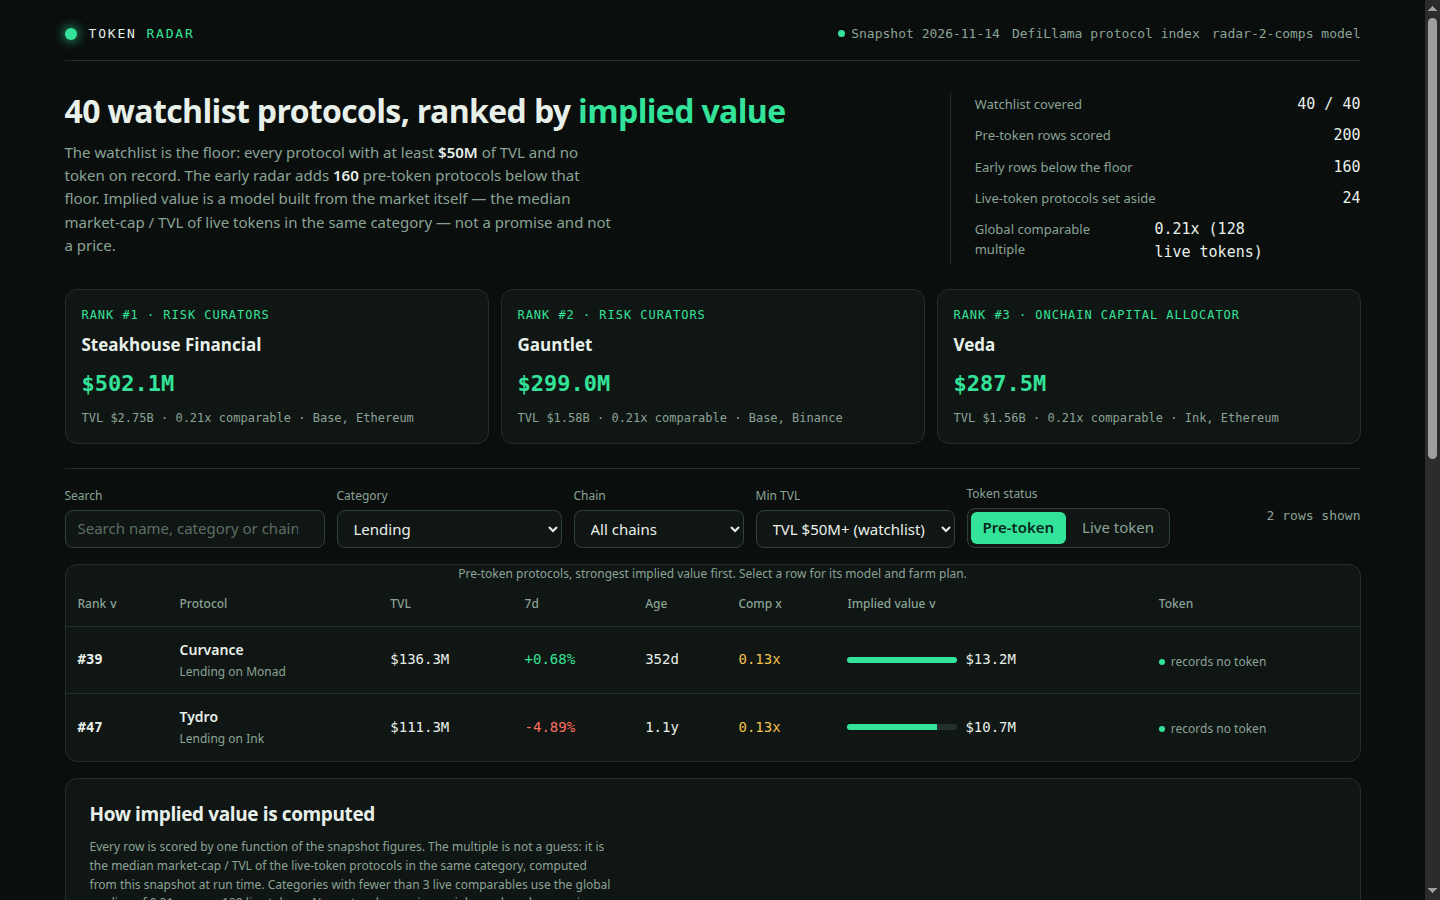 TOKEN RADAR
Snapshot 2026-11-14 DefiLlama protocol index radar-2-comps model
40 watchlist protocols, ranked by implied value
The watchlist is the floor: every protocol with at least $50M of TVL and no
token on record. The early radar adds 160 pre-token protocols below that
floor. Implied value is a model built from the market itself — the median
market-cap / TVL of live tokens in the same category — not a promise and not
a price.
Watchlist covered 40 / 40
Pre-token rows scored 200
Early rows below the floor 160
Live-token protocols set aside 24
Global comparable multiple 0.21x (128 live tokens)
RANK #1 · RISK CURATORS
Steakhouse Financial
$502.1M
TVL $2.75B · 0.21x comparable · Base, Ethereum
RANK #2 · RISK CURATORS
Gauntlet
$299.0M
TVL $1.58B · 0.21x comparable · Base, Binance
RANK #3 · ONCHAIN CAPITAL ALLOCATOR
Veda
$287.5M
TVL $1.56B · 0.21x comparable · Ink, Ethereum
Search
Search name, category or chain
Category
Lending
Chain
All chains
Min TVL
TVL $50M+ (watchlist)
Token status
Pre-token Live token
2 rows shown
Pre-token protocols, strongest implied value first. Select a row for its model and farm plan.
Rank v Protocol TVL 7d Age Comp x Implied value v Token
#39 Curvance $136.3M +0.68% 352d 0.13x $13.2M records no token
Lending on Monad
#47 Tydro $111.3M -4.89% 1.1y 0.13x $10.7M records no token
Lending on Ink
How implied value is computed
Every row is scored by one function of the snapshot figures. The multiple is not a guess: it is
the median market-cap / TVL of the live-token protocols in the same category, computed
from this snapshot at run time. Categories with fewer than 3 live comparables use the global